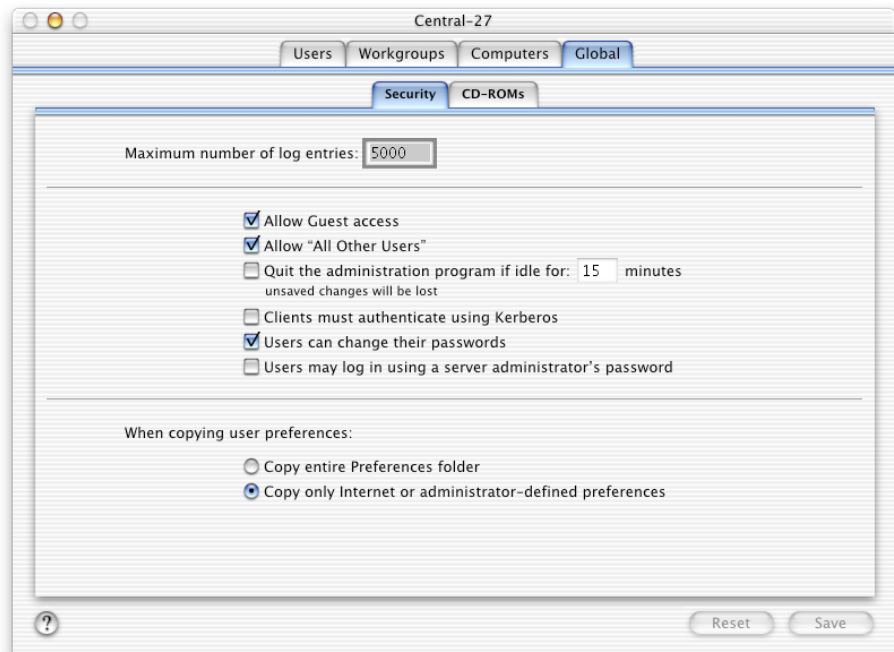 Central-27
Users Workgroups Computers Global
Security CD-ROMs
Maximum number of log entries: 5000
Allow Guest access
Allow “All Other Users”
Quit the administration program if idle for: 15 minutes
unsaved changes will be lost
Clients must authenticate using Kerberos
Users can change their passwords
Users may log in using a server administrator’s password
When copying user preferences:
Copy entire Preferences folder
Copy only Internet or administrator-defined preferences
? Reset Save